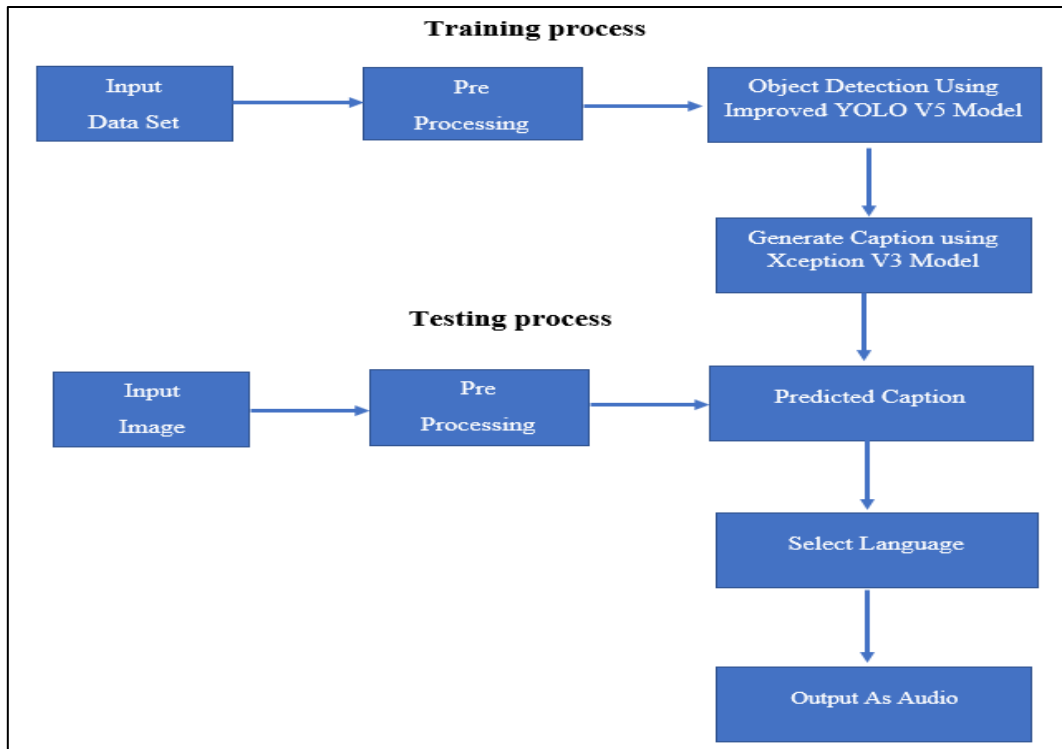 Training process
Input
Data Set
Pre
Processing
Object Detection Using
Improved YOLO V5 Model
Generate Caption using
Xception V3 Model
Testing process
Input
Image
Pre
Processing
Predicted Caption
Select Language
Output As Audio